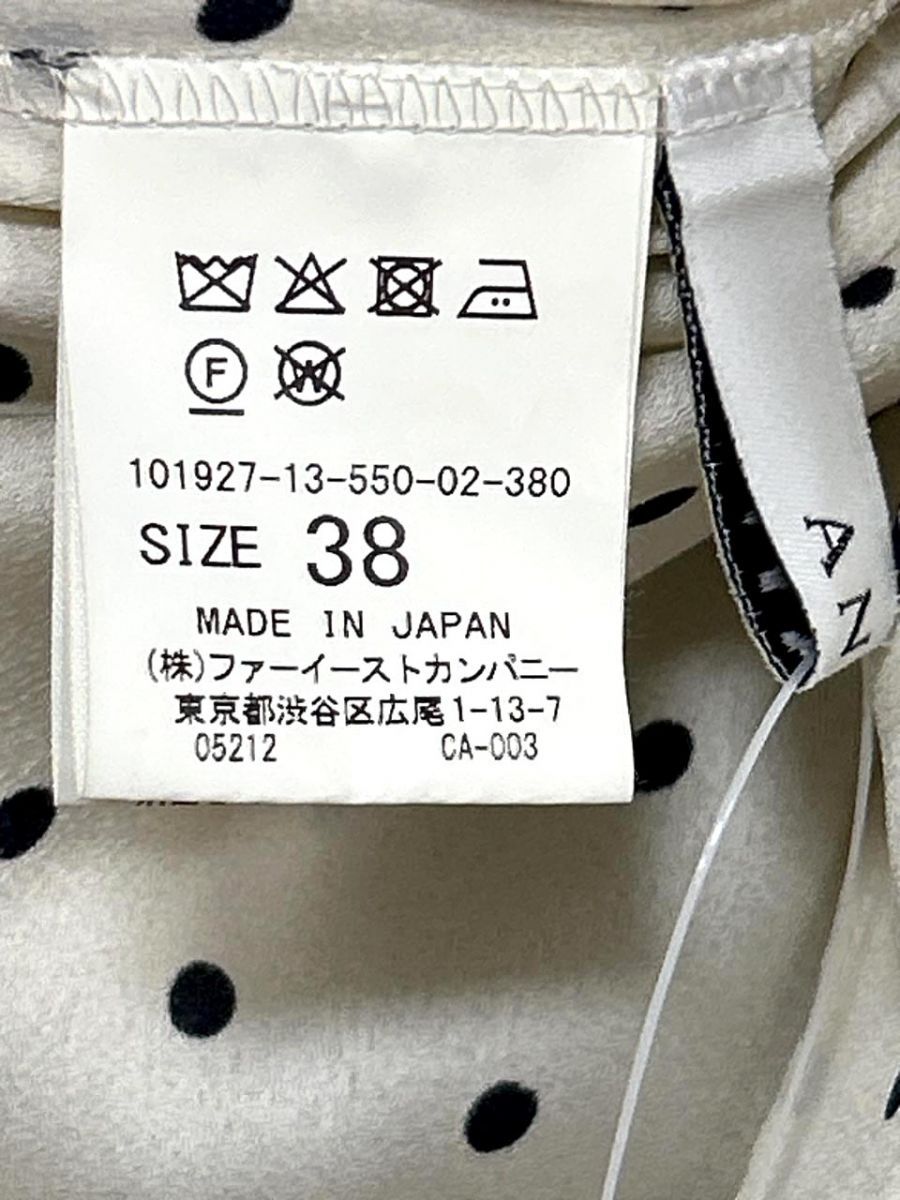 F W
101927-13-550-02-380
SIZE 38
MADE IN JAPAN
(株)ファーイーストカンパニー
東京都渋谷区広尾1-13-7
05212 CA-003
AN